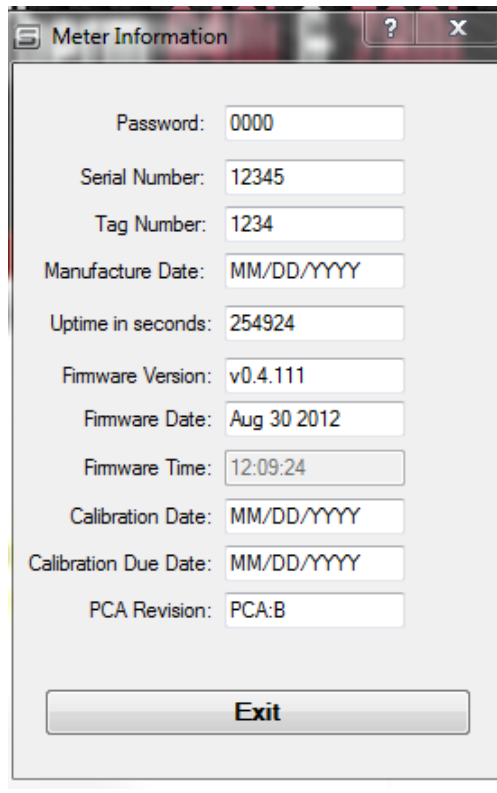 Meter Information ? X
Password: 0000
Serial Number: 12345
Tag Number: 1234
Manufacture Date: MM/DD/YYYY
Uptime in seconds: 254924
Firmware Version: v0.4.111
Firmware Date: Aug 30 2012
Firmware Time: 12:09:24
Calibration Date: MM/DD/YYYY
Calibration Due Date: MM/DD/YYYY
PCA Revision: PCA:B
Exit